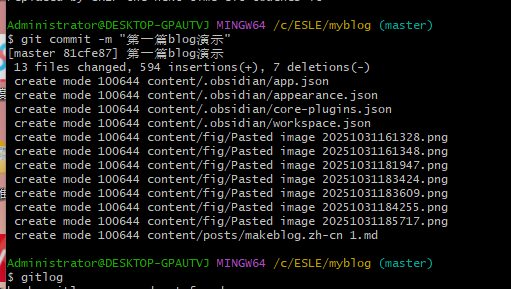 Administrator@DESKTOP-GPAUTVJ MINGW64 /c/ESLE/myblog (master)
$ git commit -m "第一篇blog演示"
[master 81cfe87] 第一篇blog演示
13 files changed, 594 insertions(+), 7 deletions(-)
create mode 100644 content/.obsidian/app.json
create mode 100644 content/.obsidian/appearance.json
create mode 100644 content/.obsidian/core-plugins.json
create mode 100644 content/.obsidian/workspace.json
create mode 100644 content/fig/Pasted image 20251031161328.png
create mode 100644 content/fig/Pasted image 20251031161348.png
create mode 100644 content/fig/Pasted image 20251031181947.png
create mode 100644 content/fig/Pasted image 20251031183424.png
create mode 100644 content/fig/Pasted image 20251031183609.png
create mode 100644 content/fig/Pasted image 20251031184255.png
create mode 100644 content/fig/Pasted image 20251031185717.png
create mode 100644 content/posts/makeblog.zh-cn 1.md
Administrator@DESKTOP-GPAUTVJ MINGW64 /c/ESLE/myblog (master)
$ gitlog